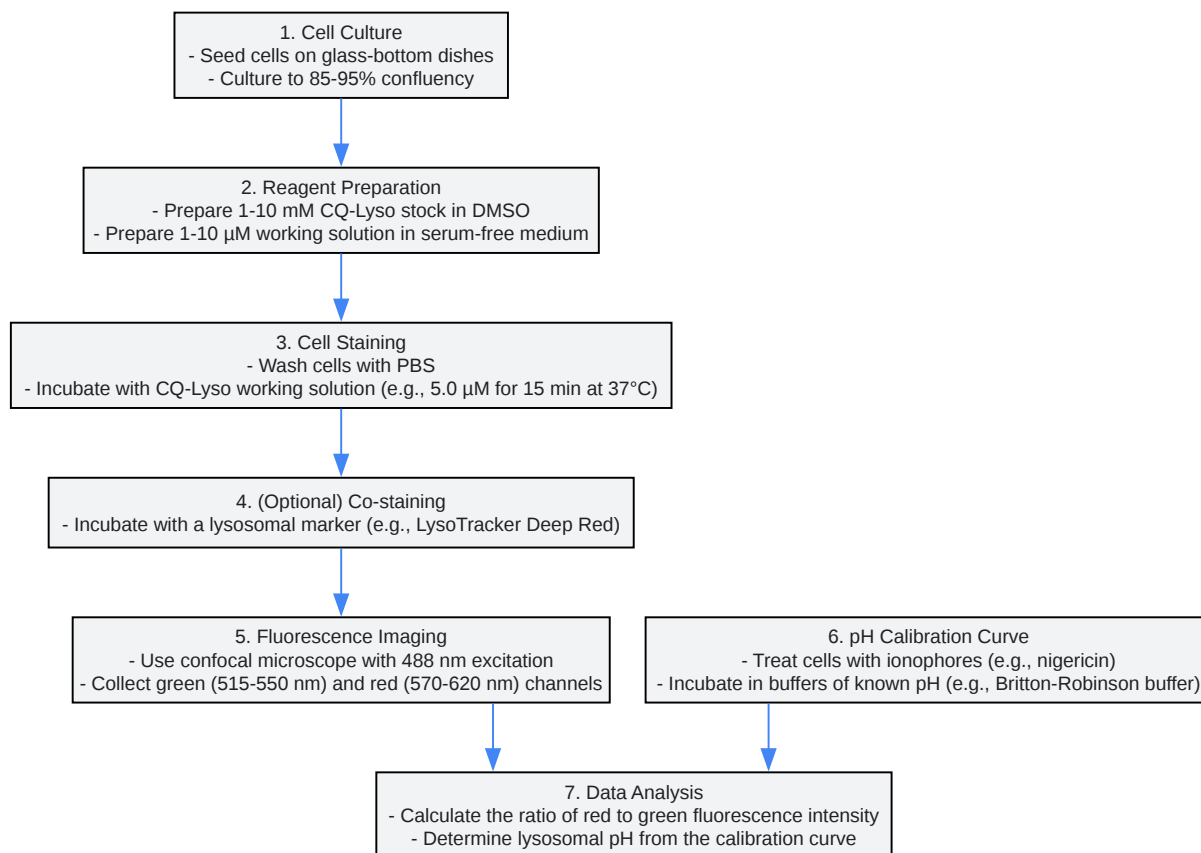 1. Cell Culture
- Seed cells on glass-bottom dishes
- Culture to 85-95% confluency
2. Reagent Preparation
- Prepare 1-10 mM CQ-Lyso stock in DMSO
- Prepare 1-10 µM working solution in serum-free medium
3. Cell Staining
- Wash cells with PBS
- Incubate with CQ-Lyso working solution (e.g., 5.0 µM for 15 min at 37°C)
4. (Optional) Co-staining
- Incubate with a lysosomal marker (e.g., LysoTracker Deep Red)
5. Fluorescence Imaging
- Use confocal microscope with 488 nm excitation
- Collect green (515-550 nm) and red (570-620 nm) channels
6. pH Calibration Curve
- Treat cells with ionophores (e.g., nigericin)
- Incubate in buffers of known pH (e.g., Britton-Robinson buffer)
7. Data Analysis
- Calculate the ratio of red to green fluorescence intensity
- Determine lysosomal pH from the calibration curve